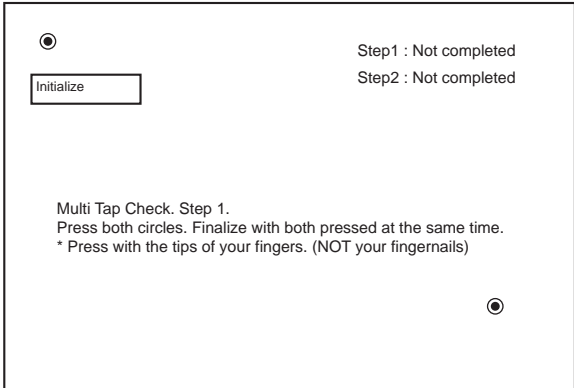 Step1 : Not completed
Step2 : Not completed
Initialize
Multi Tap Check. Step 1.
Press both circles. Finalize with both pressed at the same time.
* Press with the tips of your fingers. (NOT your fingernails)